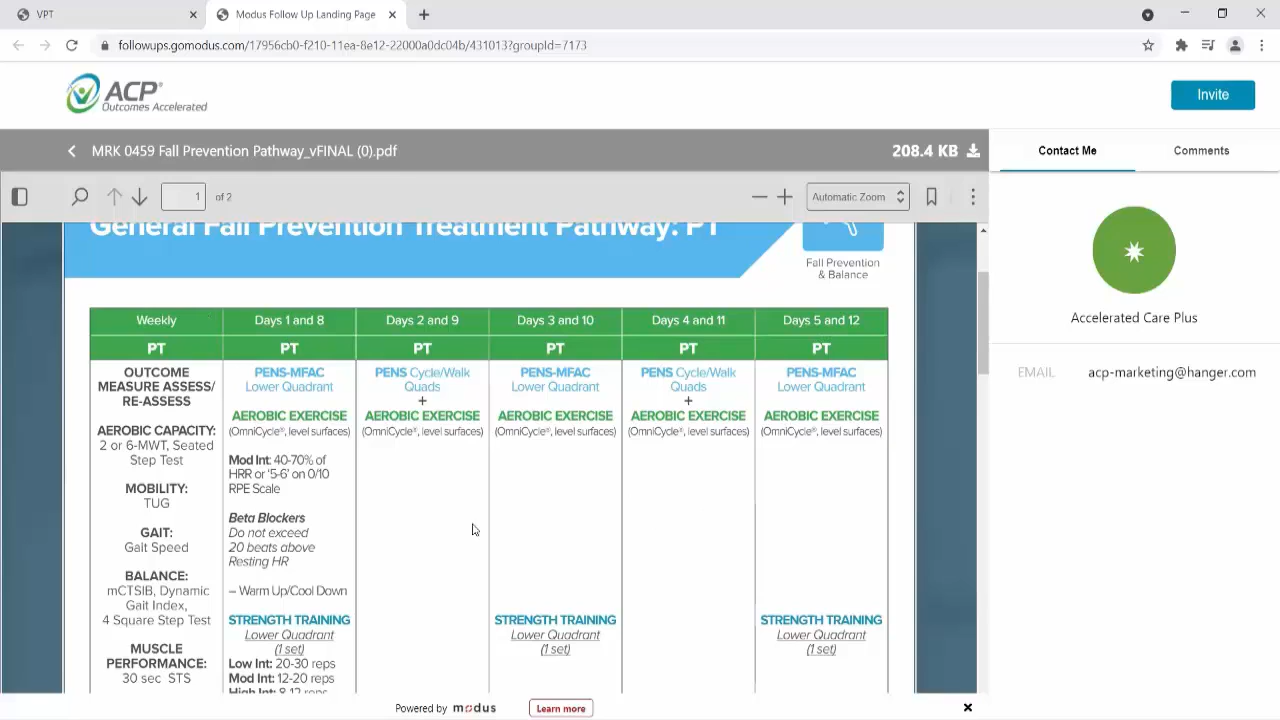 VPT
Modus Follow Up Landing Page
followups.gomodus.com/17956cb0-f210-11ea-8e12-22000a0dc04b/431013?groupId=7173
ACP®
Outcomes Accelerated
Invite
MRK 0459 Fall Prevention Pathway_vFINAL (0).pdf
208.4 KB
Contact Me
Comments
1
of 2
Automatic Zoom
General Fall Prevention Treatment Pathway: PT
Fall Prevention
& Balance
Accelerated Care Plus
EMAIL
acp-marketing@hanger.com
Weekly
Days 1 and 8
Days 2 and 9
Days 3 and 10
Days 4 and 11
Days 5 and 12
PT
PT
PT
PT
PT
PT
OUTCOME
MEASURE ASSESS/
RE-ASSESS
AEROBIC CAPACITY:
2 or 6-MWT, Seated
Step Test
MOBILITY:
TUG
GAIT:
Gait Speed
BALANCE:
mCTSIB, Dynamic
Gait Index,
4 Square Step Test
MUSCLE
PERFORMANCE:
30 sec STS
PENS-MFAC
Lower Quadrant
AEROBIC EXERCISE
(OmniCycle®, level surfaces)
Mod Int: 40-70% of
HRR or '5-6' on 0/10
RPE Scale
Beta Blockers
Do not exceed
20 beats above
Resting HR
– Warm Up/Cool Down
STRENGTH TRAINING
Lower Quadrant
(1 set)
Low Int: 20-30 reps
Mod Int: 12-20 reps
High Int: 8-12 reps
PENS Cycle/Walk
Quads
+
AEROBIC EXERCISE
(OmniCycle®, level surfaces)
PENS-MFAC
Lower Quadrant
AEROBIC EXERCISE
(OmniCycle®, level surfaces)
STRENGTH TRAINING
Lower Quadrant
(1 set)
PENS Cycle/Walk
Quads
+
AEROBIC EXERCISE
(OmniCycle®, level surfaces)
PENS-MFAC
Lower Quadrant
AEROBIC EXERCISE
(OmniCycle®, level surfaces)
STRENGTH TRAINING
Lower Quadrant
(1 set)
Powered by modus
Learn more